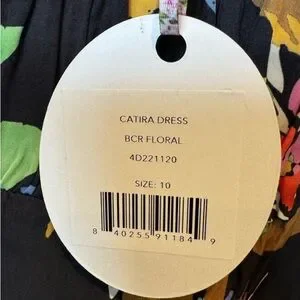 CATIRA DRESS
BCR FLORAL
4D221120
SIZE: 10
8 40255 91184 9